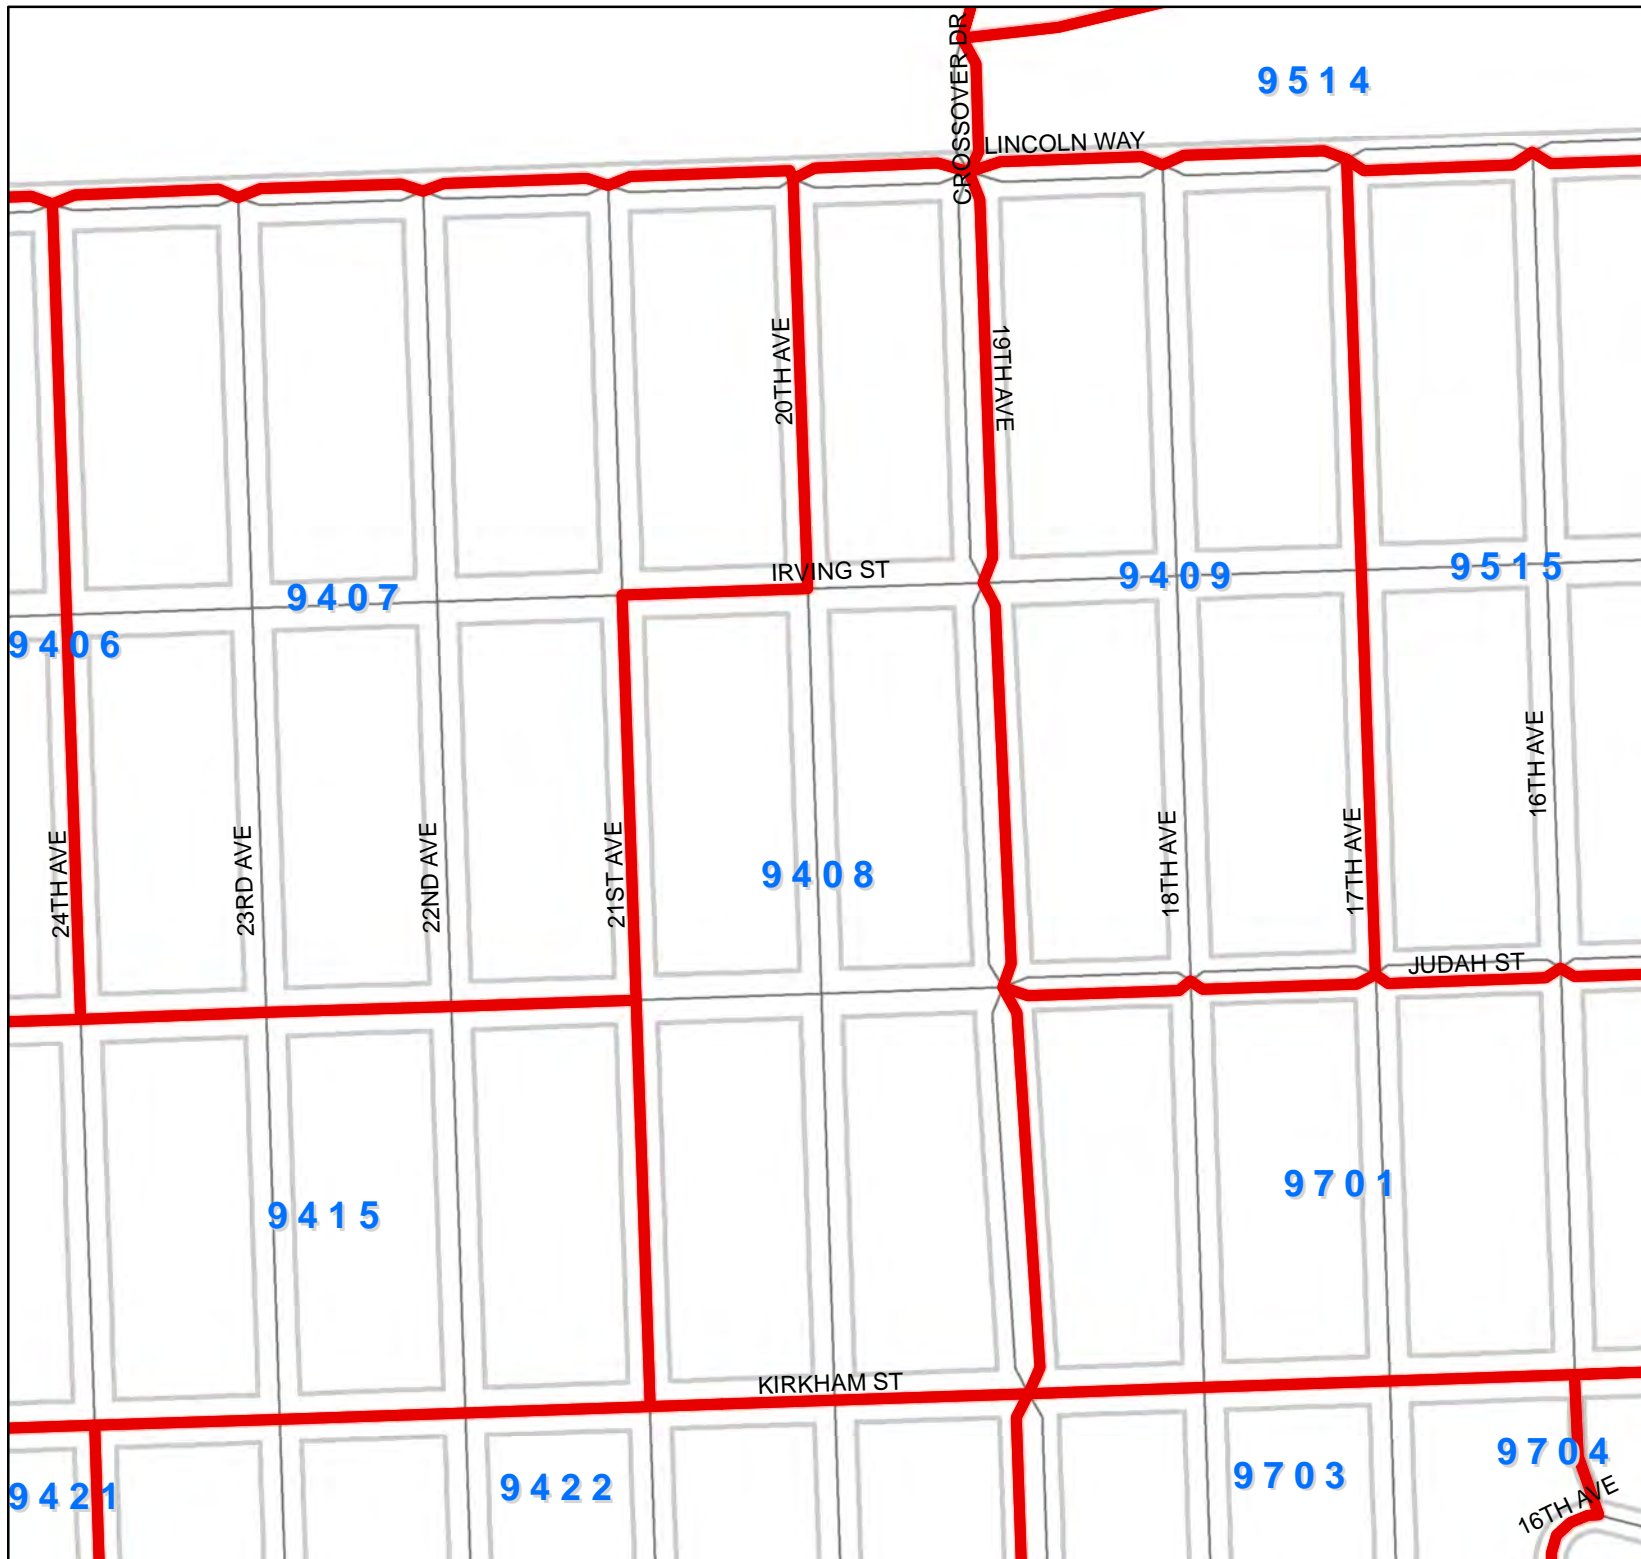 CROSSOVER DR
9514
LINCOLN WAY
20TH AVE
19TH AVE
IRVING ST
9407
9409
9515
9406
16TH AVE
24TH AVE
23RD AVE
22ND AVE
21ST AVE
9408
18TH AVE
17TH AVE
JUDAH ST
9415
9701
KIRKHAM ST
9421
9422
9703
9704
16TH AVE